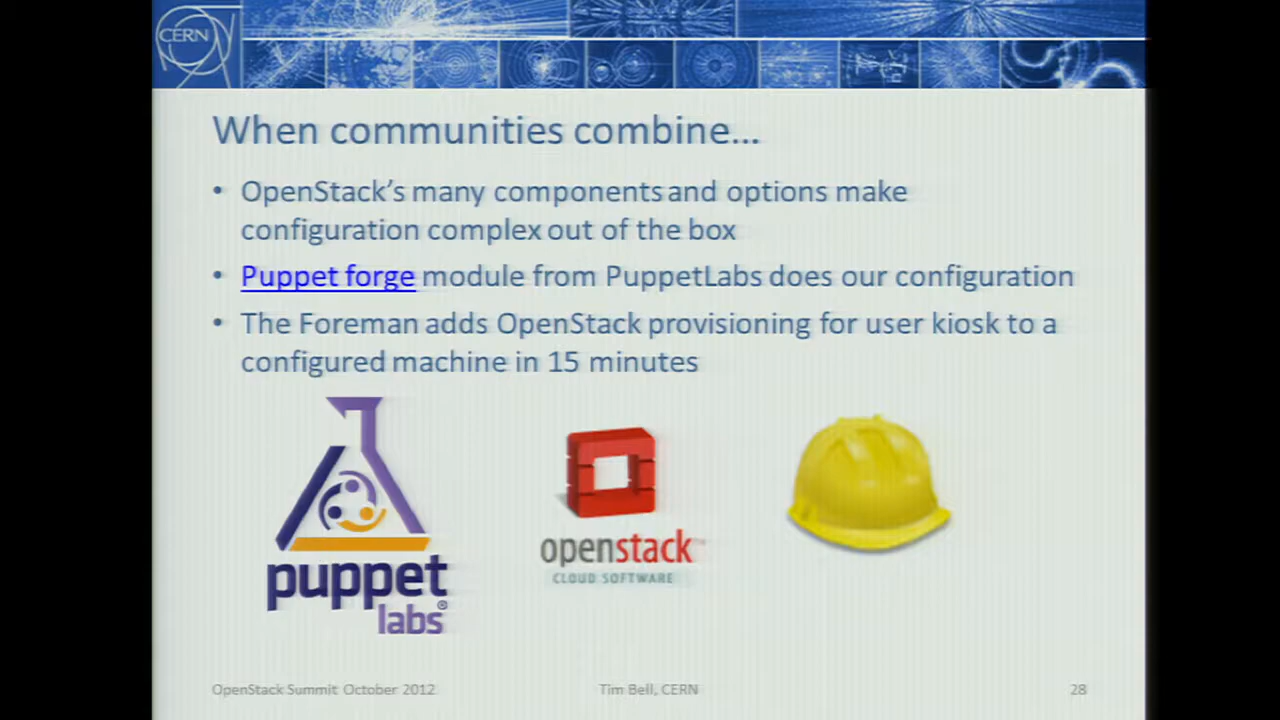 CERN
When communities combine...
• OpenStack's many components and options make
configuration complex out of the box
• Puppet forge module from PuppetLabs does our configuration
• The Foreman adds OpenStack provisioning for user kiosk to a
configured machine in 15 minutes
puppet
labs®
openstack™
CLOUD SOFTWARE
OpenStack Summit October 2012
Tim Bell, CERN
28